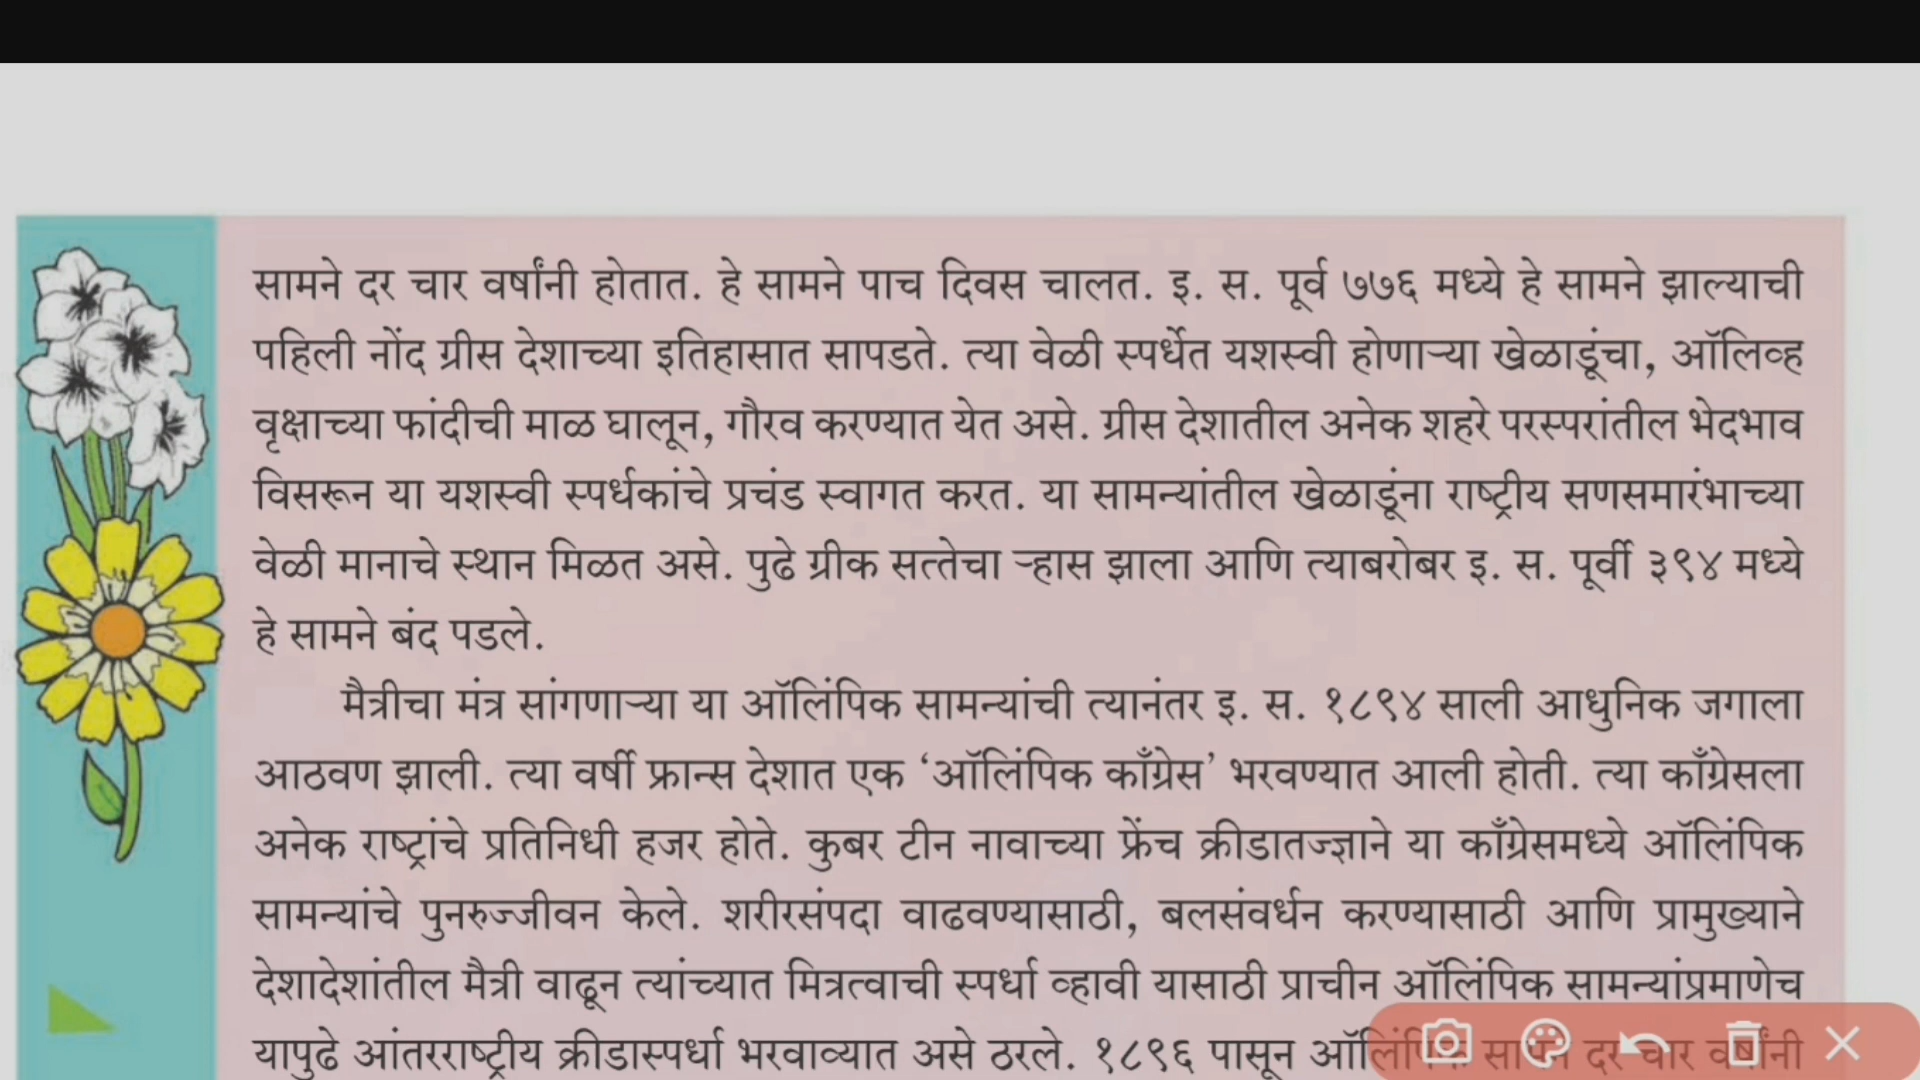 सामने दर चार वर्षांनी होतात. हे सामने पाच दिवस चालत. इ. स. पूर्व ७७६ मध्ये हे सामने झाल्याची
पहिली नोंद ग्रीस देशाच्या इतिहासात सापडते. त्या वेळी स्पर्धेत यशस्वी होणाऱ्या खेळाडूंचा, ऑलिव्ह
वृक्षाच्या फांदीची माळ घालून, गौरव करण्यात येत असे. ग्रीस देशातील अनेक शहरे परस्परांतील भेदभाव
विसरून या यशस्वी स्पर्धकांचे प्रचंड स्वागत करत. या सामन्यांतील खेळाडूंना राष्ट्रीय सणसमारंभाच्या
वेळी मानाचे स्थान मिळत असे. पुढे ग्रीक सत्तेचा ऱ्हास झाला आणि त्याबरोबर इ. स. पूर्वी ३९४ मध्ये
हे सामने बंद पडले.
मैत्रीचा मंत्र सांगणाऱ्या या ऑलिंपिक सामन्यांची त्यानंतर इ. स. १८९४ साली आधुनिक जगाला
आठवण झाली. त्या वर्षी फ्रान्स देशात एक ‘ऑलिंपिक काँग्रेस’ भरवण्यात आली होती. त्या काँग्रेसला
अनेक राष्ट्रांचे प्रतिनिधी हजर होते. कुबर टीन नावाच्या फ्रेंच क्रीडातज्ज्ञाने या काँग्रेसमध्ये ऑलिंपिक
सामन्यांचे पुनरुज्जीवन केले. शरीरसंपदा वाढवण्यासाठी, बलसंवर्धन करण्यासाठी आणि प्रामुख्याने
देशादेशांतील मैत्री वाढून त्यांच्यात मित्रत्वाची स्पर्धा व्हावी यासाठी प्राचीन ऑलिंपिक सामन्यांप्रमाणेच
यापुढे आंतरराष्ट्रीय क्रीडास्पर्धा भरवाव्यात असे ठरले. १८९६ पासून ऑलिंपिक सामने दर चार वर्षांनी